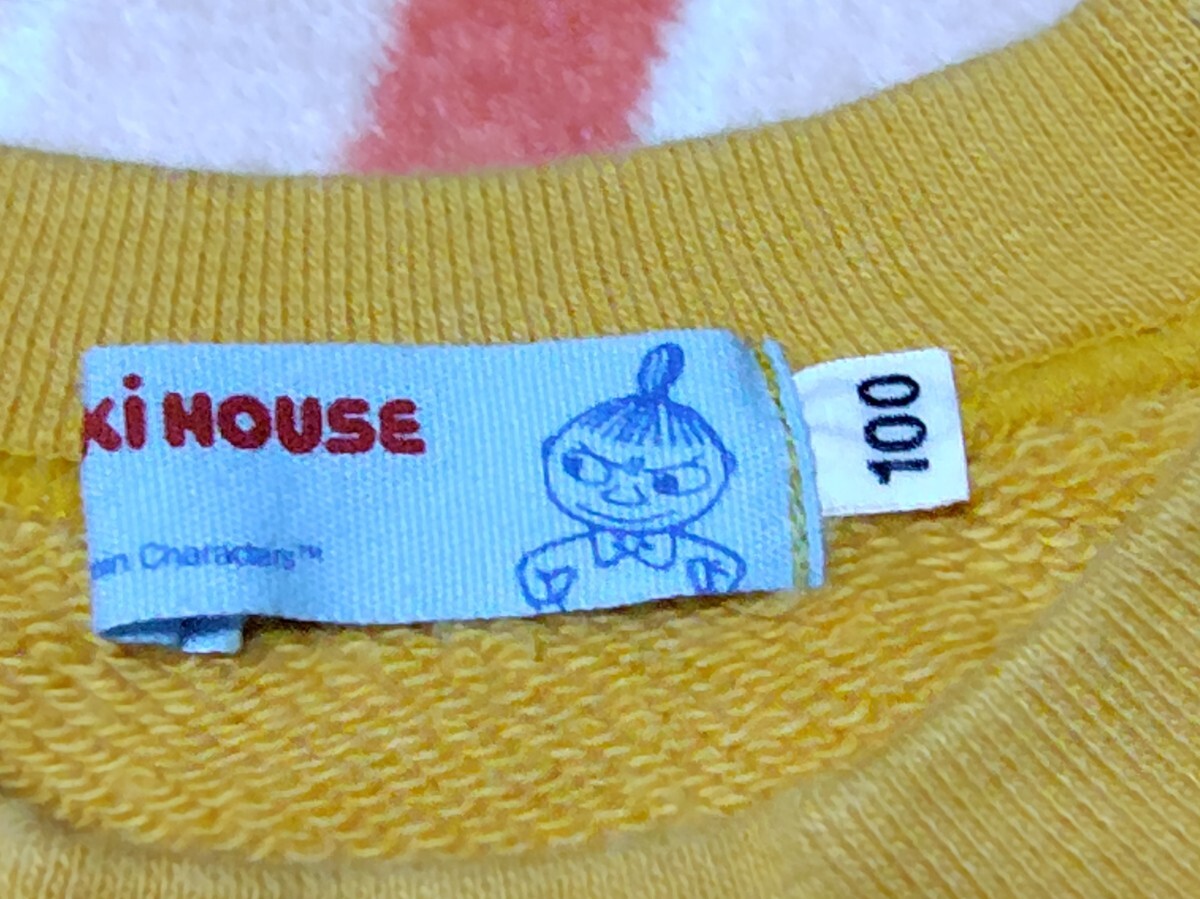 Ki HOUSE
Characters™
100